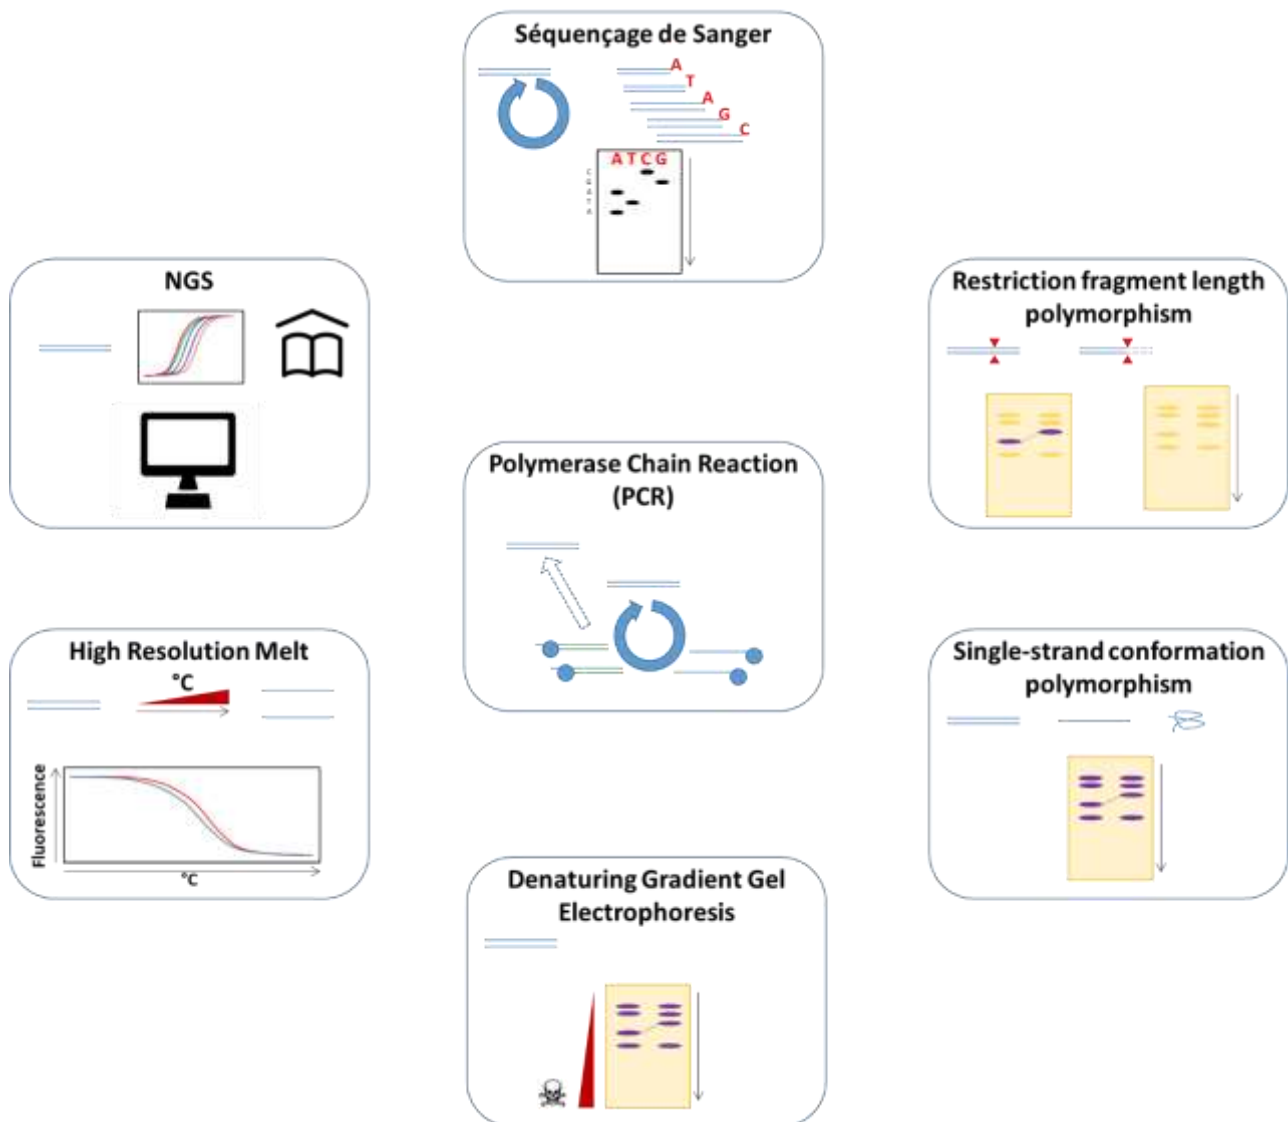 Séquençage de Sanger
A
T
A
G
C
A T C G
C
G
A
T
A
NGS
Restriction fragment length
polymorphism
Polymerase Chain Reaction
(PCR)
High Resolution Melt
°C
Fluorescence
°C
Single-strand conformation
polymorphism
Denaturing Gradient Gel
Electrophoresis